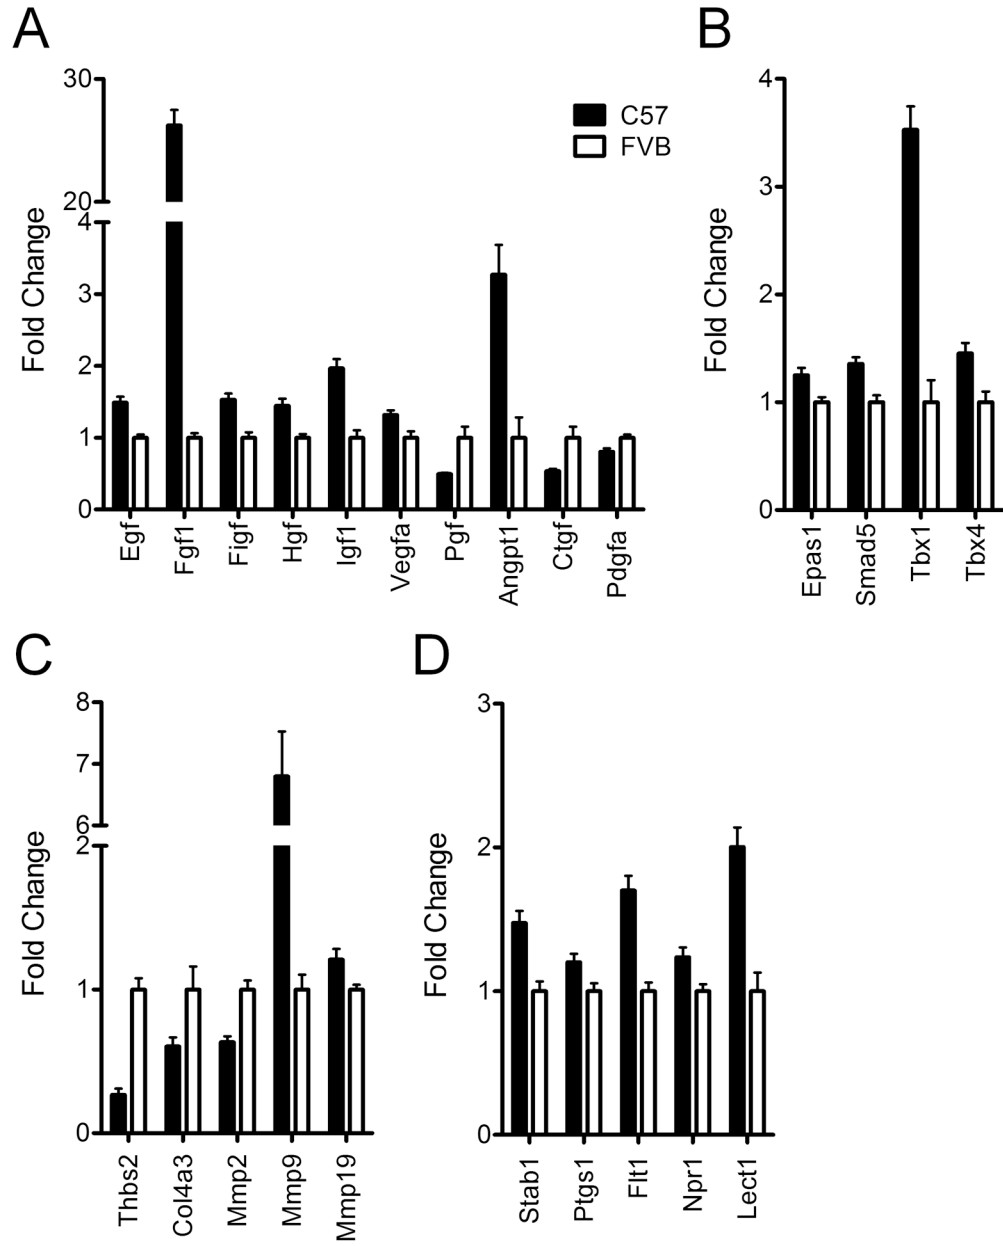 A
B
30
20
4
3
2
1
0
Fold Change
C57
FVB
Egf
Fgf1
Figf
Hgf
Igf1
Vegfa
Pgf
Angpt1
Ctgf
Pdgfa
4
3
2
1
0
Fold Change
Epas1
Smad5
Tbx1
Tbx4
C
D
8
7
6
2
1
0
Fold Change
Thbs2
Col4a3
Mmp2
Mmp9
Mmp19
3
2
1
0
Fold Change
Stab1
Ptgs1
Flt1
Npr1
Lect1